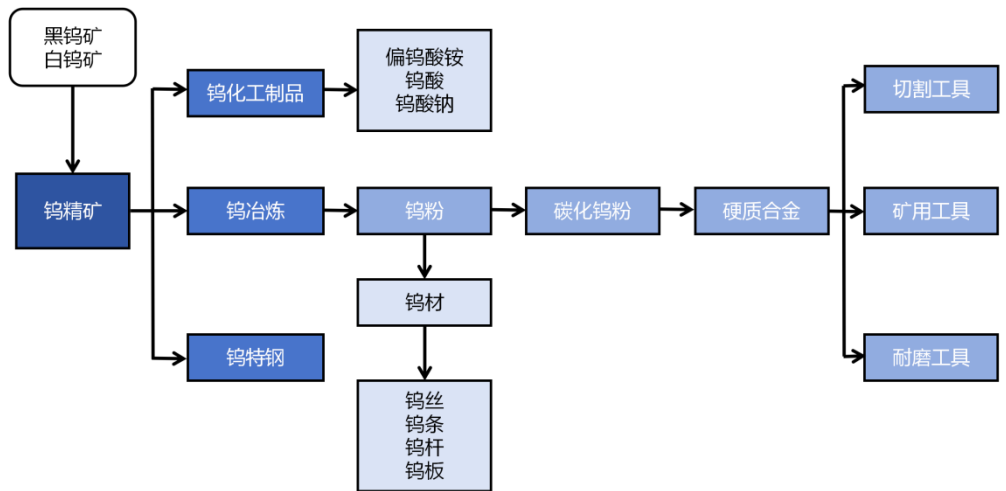 黑钨矿
白钨矿
钨精矿
钨化工制品
偏钨酸铵
钨酸
钨酸钠
钨冶炼
钨粉
碳化钨粉
硬质合金
切割工具
矿用工具
耐磨工具
钨材
钨丝
钨条
钨杆
钨板
钨特钢